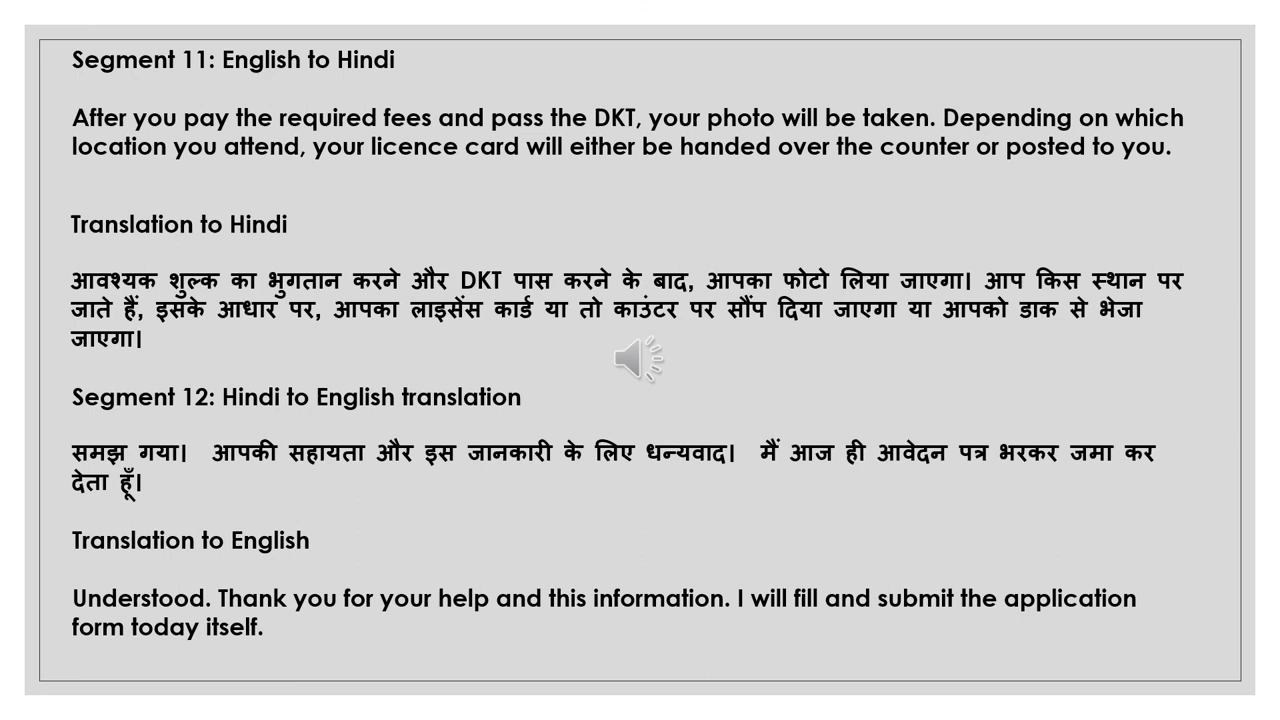 Segment 11: English to Hindi
After you pay the required fees and pass the DKT, your photo will be taken. Depending on which
location you attend, your licence card will either be handed over the counter or posted to you.
Translation to Hindi
आवश्यक शुल्क का भुगतान करने और DKT पास करने के बाद, आपका फोटो लिया जाएगा। आप किस स्थान पर
जाते हैं, इसके आधार पर, आपका लाइसेंस कार्ड या तो काउंटर पर सौंप दिया जाएगा या आपको डाक से भेजा
जाएगा।
Segment 12: Hindi to English translation
समझ गया। आपकी सहायता और इस जानकारी के लिए धन्यवाद। मैं आज ही आवेदन पत्र भरकर जमा कर
देता हूँ।
Translation to English
Understood. Thank you for your help and this information. I will fill and submit the application
form today itself.